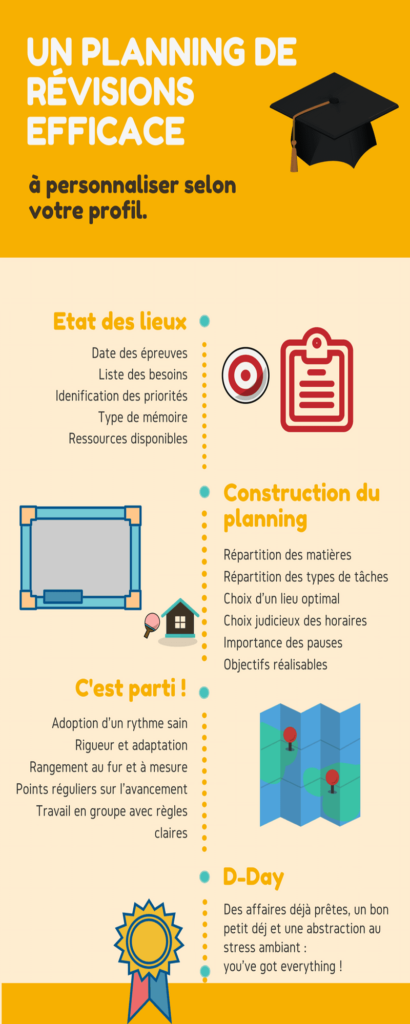 UN PLANNING DE
RÉVISIONS
EFFICACE
à personnaliser selon
votre profil.
Etat des lieux
Date des épreuves
Liste des besoins
Idenification des priorités
Type de mémoire
Ressources disponibles
Construction du
planning
Répartition des matières
Répartition des types de tâches
Choix d'un lieu optimal
Choix judicieux des horaires
Importance des pauses
Objectifs réalisables
C'est parti !
Adoption d'un rythme sain
Rigueur et adaptation
Rangement au fur et à mesure
Points réguliers sur l'avancement
Travail en groupe avec règles
claires
D-Day
Des affaires déjà prêtes, un bon
petit déj et une abstraction au
stress ambiant :
you've got everything !